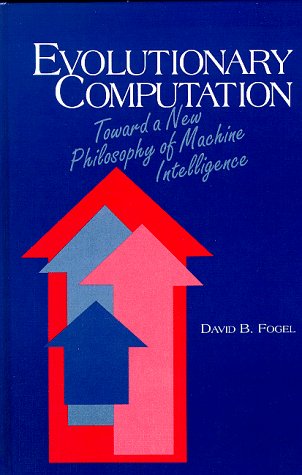 EVOLUTIONARY
COMPUTATION
Toward a New
Philosophy of Machine
Intelligence
DAVID B. FOGEL